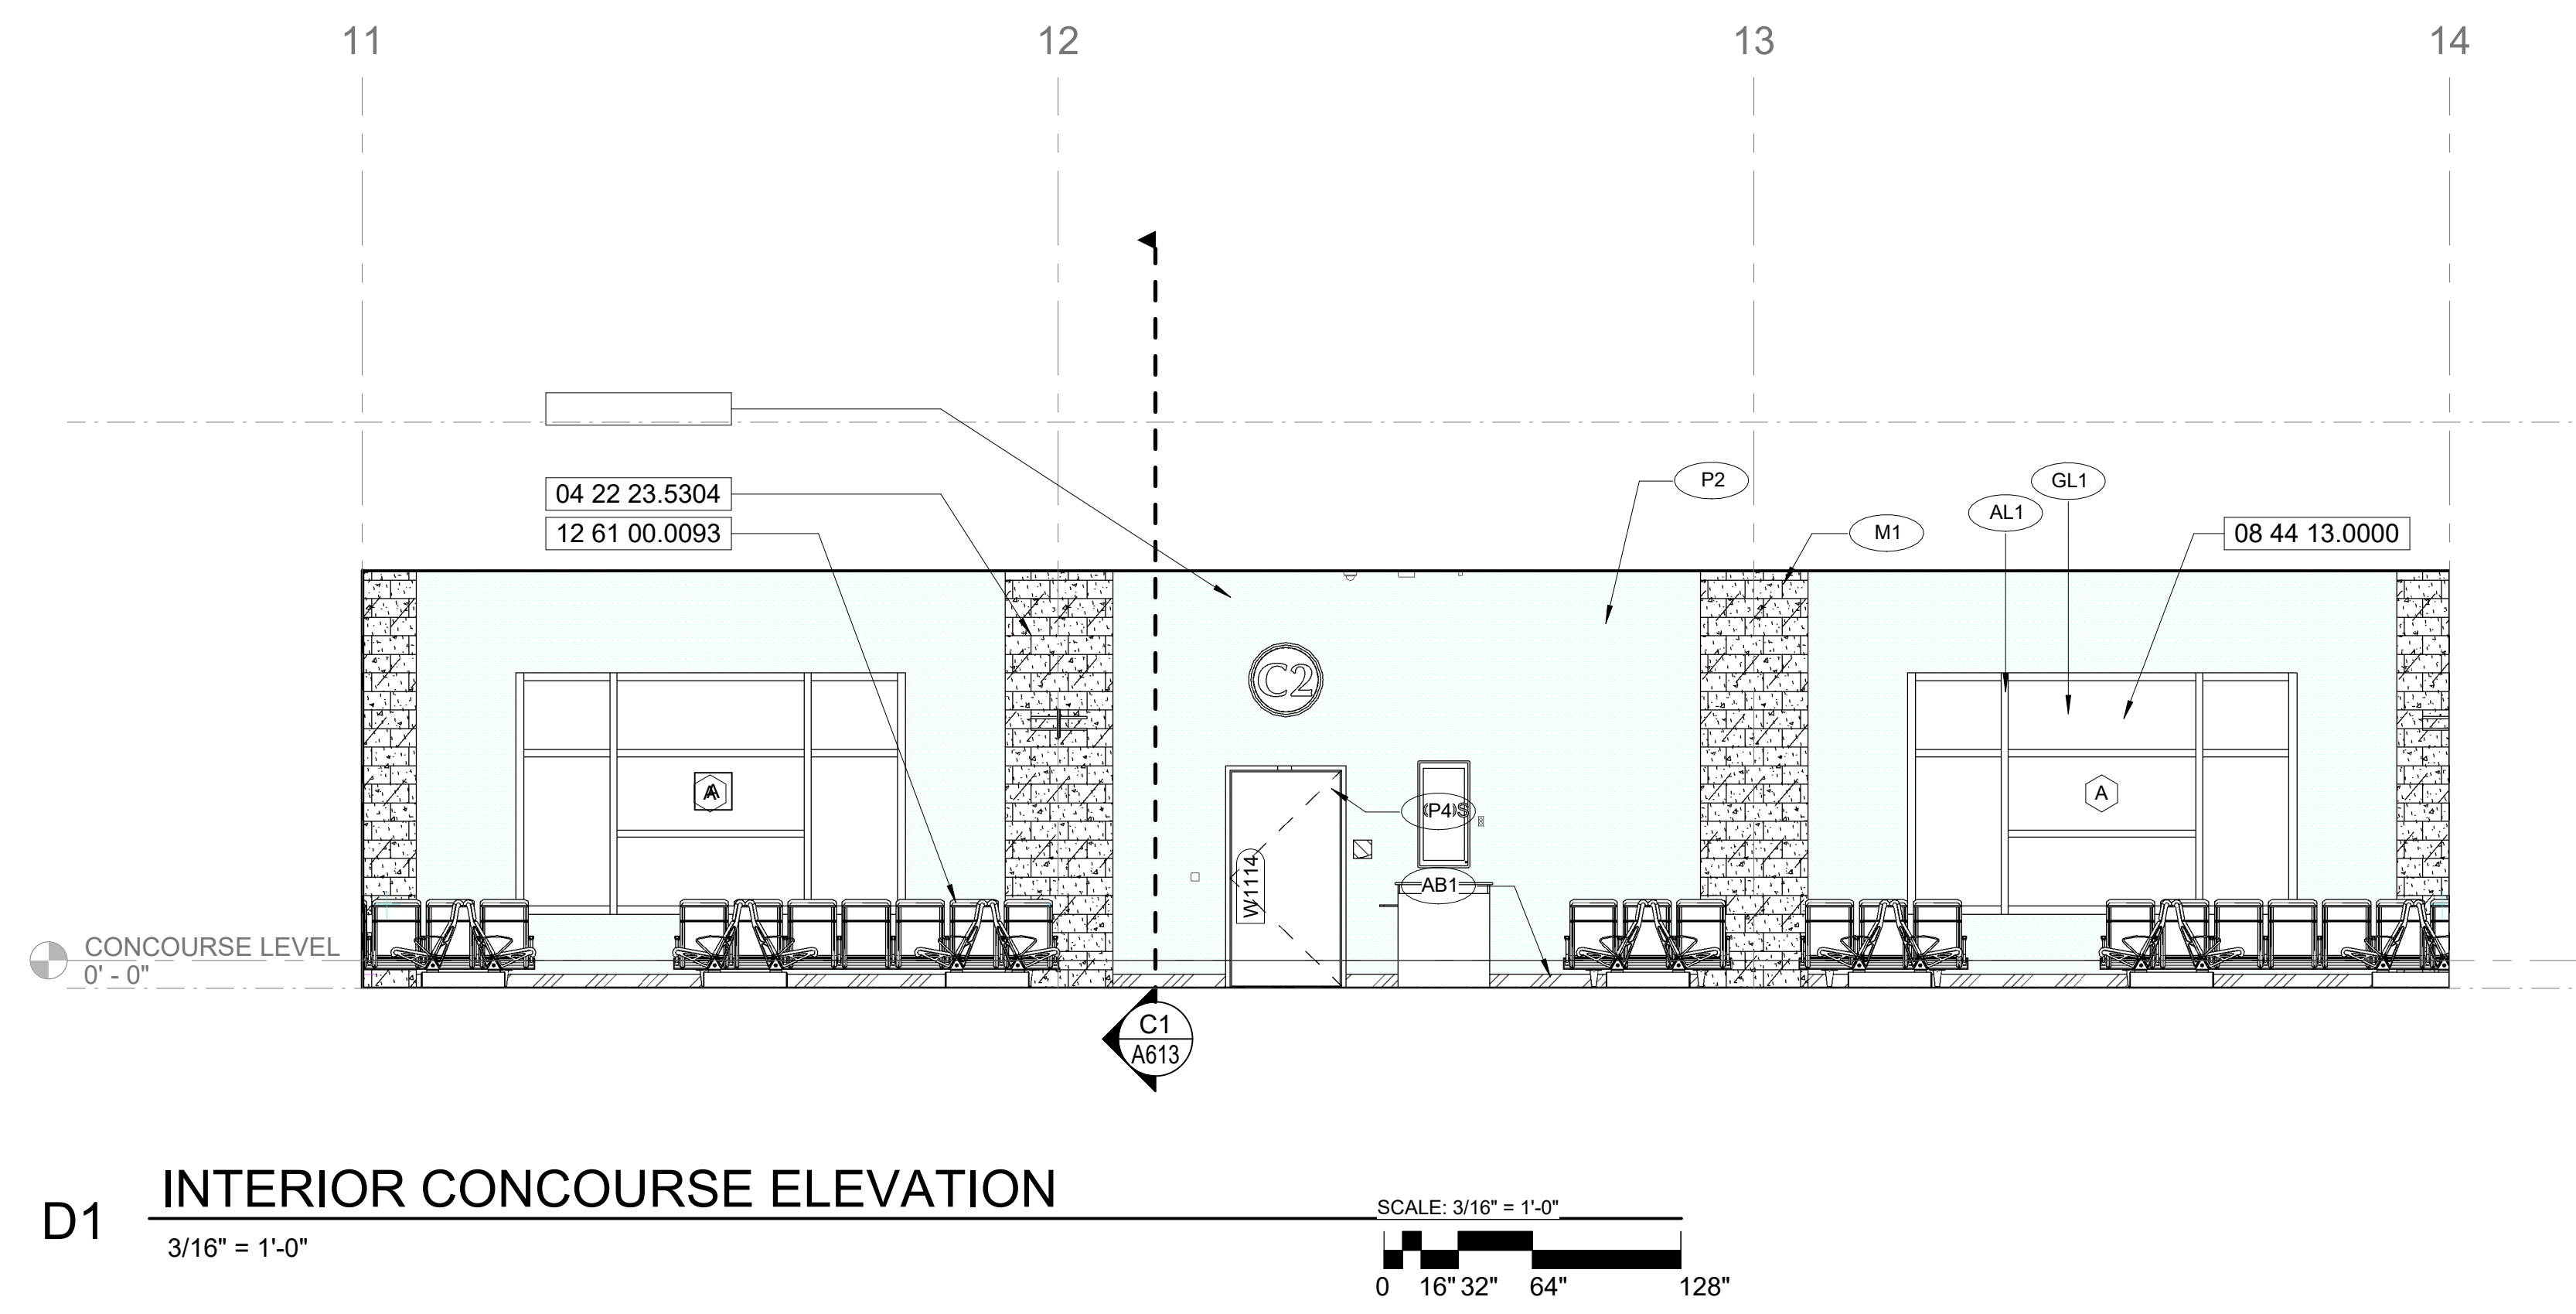 11
12
13
14
04 22 23.5304
12 61 00.0093
P2
M1
AL1
GL1
08 44 13.0000
C2
A
A
(P4)S
AB1
W1114
CONCOURSE LEVEL
0' - 0"
C1
A613
D1
INTERIOR CONCOURSE ELEVATION
3/16" = 1'-0"
SCALE: 3/16" = 1'-0"
0 16" 32" 64" 128"